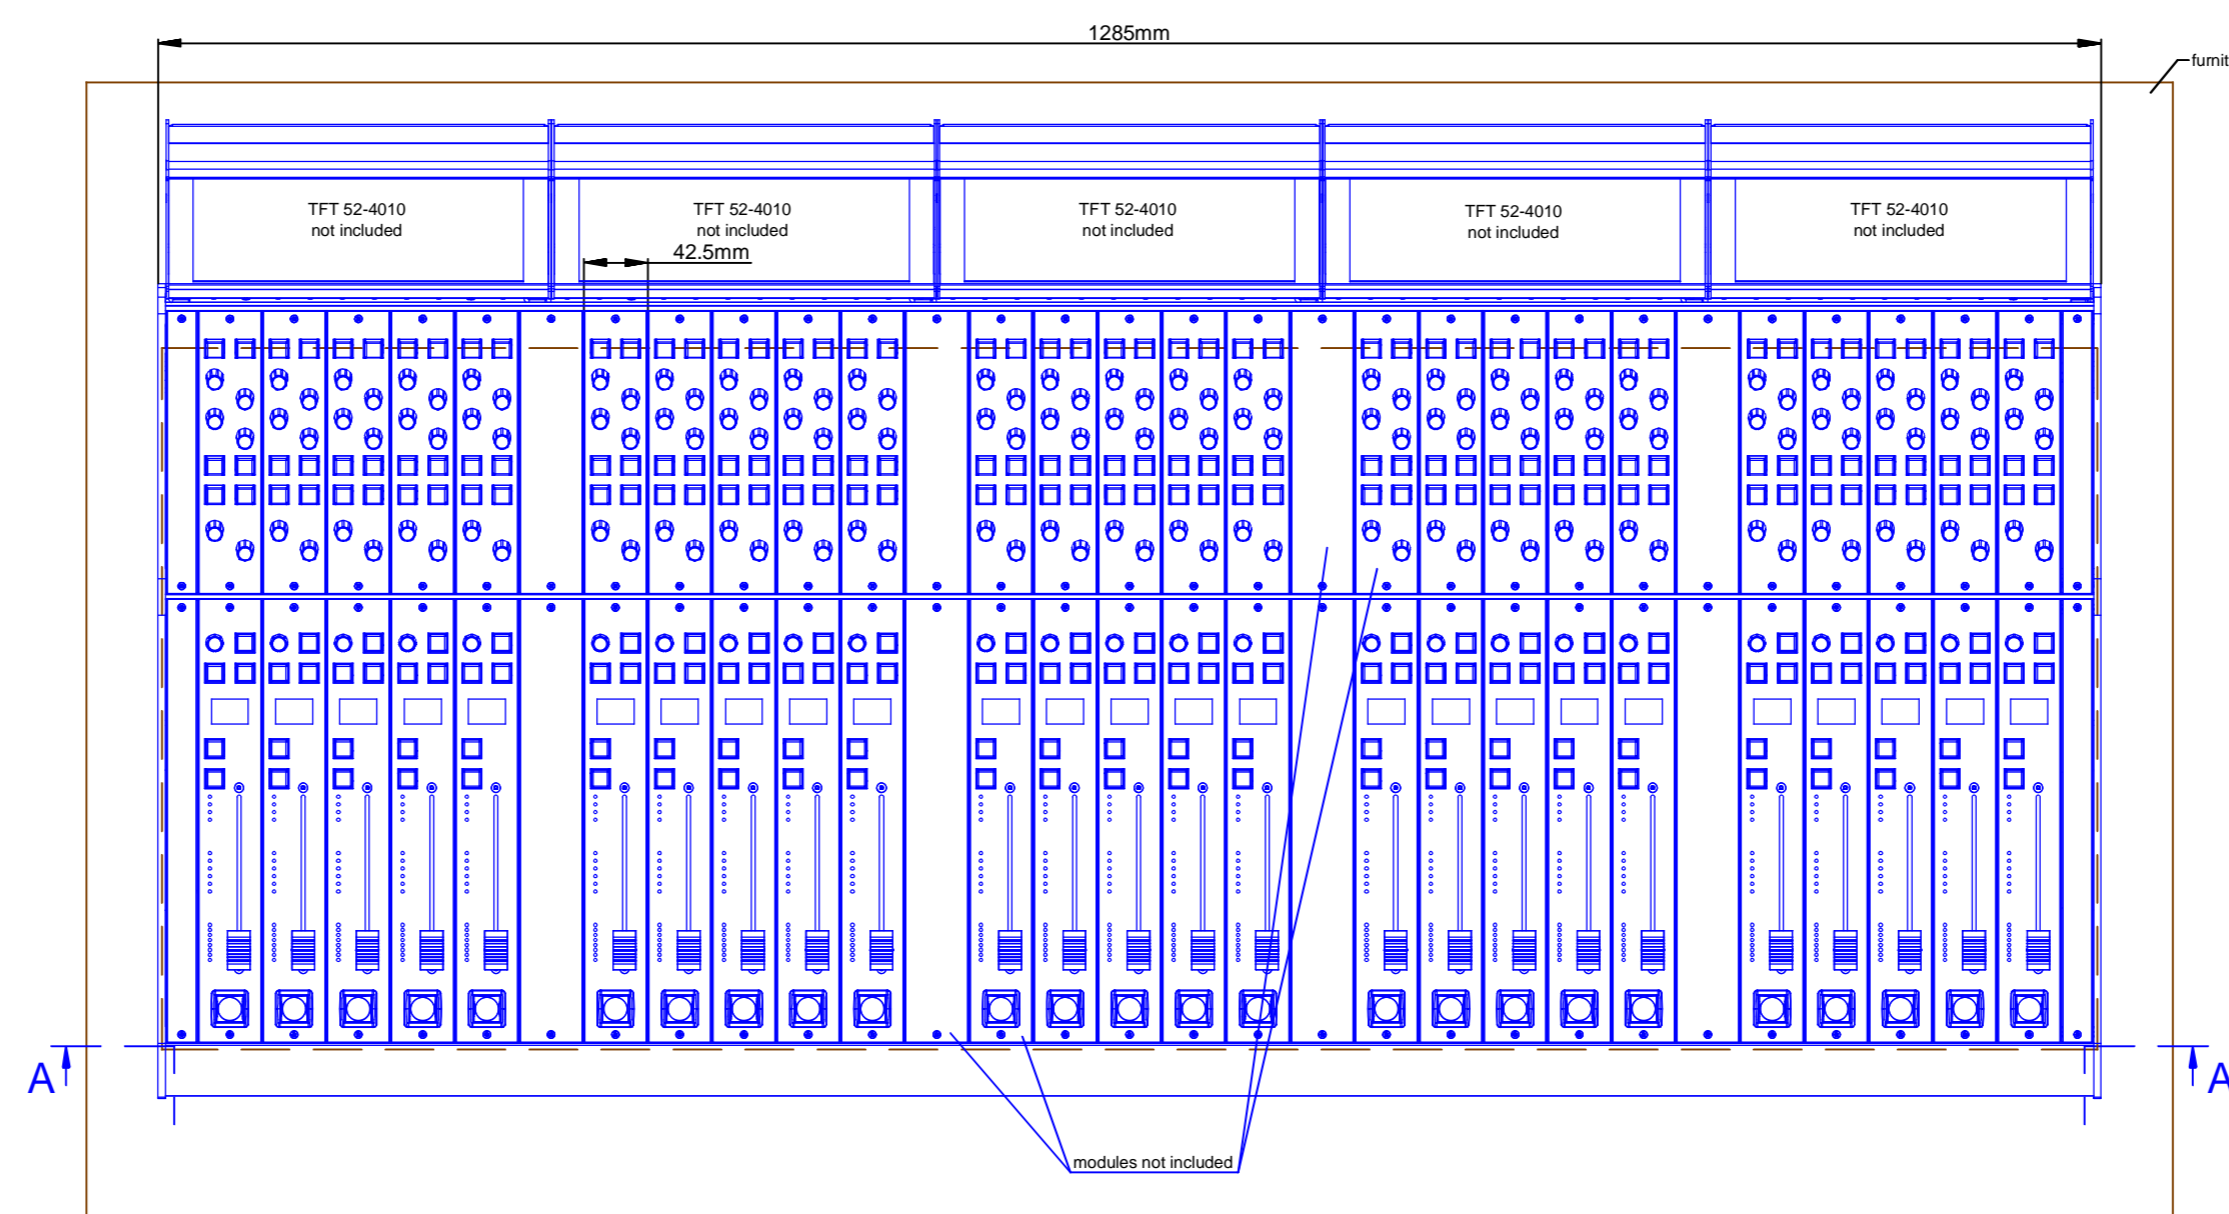 1285mm
furnit
TFT 52-4010
not included
TFT 52-4010
not included
TFT 52-4010
not included
TFT 52-4010
not included
TFT 52-4010
not included
42.5mm
A
A
modules not included